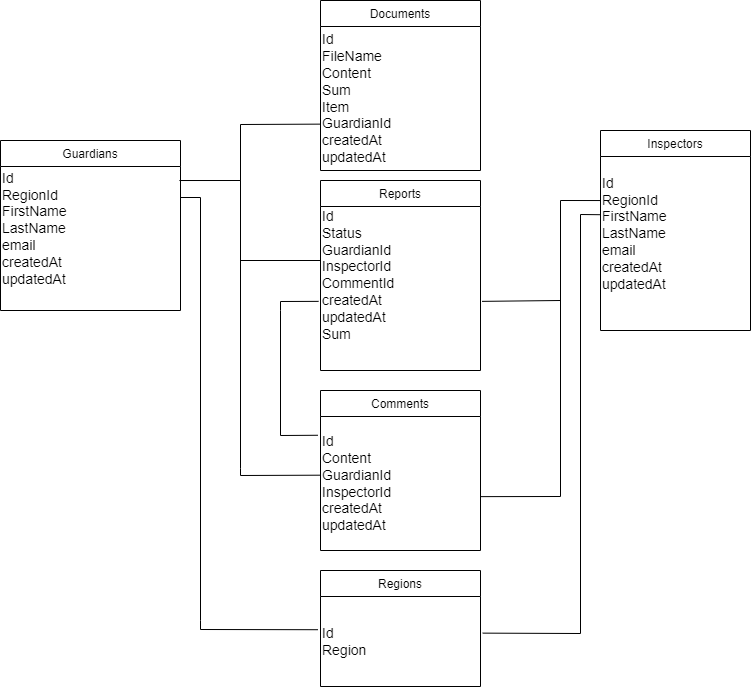 Documents
Id
FileName
Content
Sum
Item
GuardianId
createdAt
updatedAt
Guardians
Id
RegionId
FirstName
LastName
email
createdAt
updatedAt
Reports
Id
Status
GuardianId
InspectorId
CommentId
createdAt
updatedAt
Sum
Inspectors
Id
RegionId
FirstName
LastName
email
createdAt
updatedAt
Comments
Id
Content
GuardianId
InspectorId
createdAt
updatedAt
Regions
Id
Region